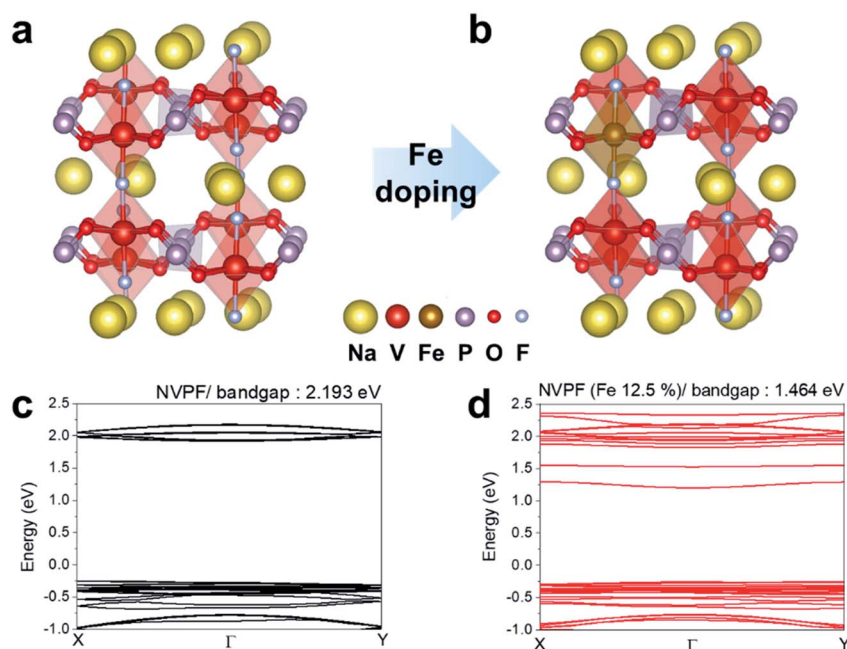 a
b
Fe
doping
Na V Fe P O F
c
NVPF/ bandgap : 2.193 eV
2.5
2.0
1.5
1.0
0.5
0.0
-0.5
-1.0
Energy (eV)
X Γ Y
d
NVPF (Fe 12.5 %)/ bandgap : 1.464 eV
2.5
2.0
1.5
1.0
0.5
0.0
-0.5
-1.0
Energy (eV)
X Γ Y